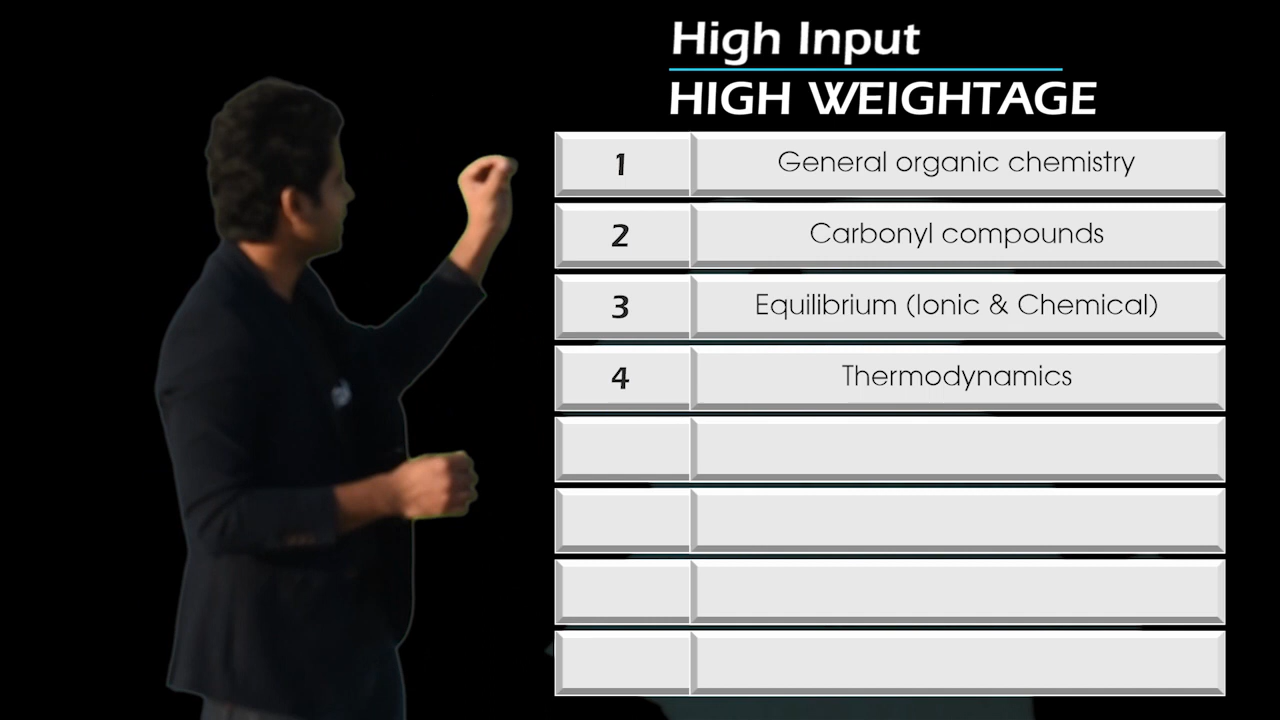 High Input
HIGH WEIGHTAGE
1 General organic chemistry
2 Carbonyl compounds
3 Equilibrium (Ionic & Chemical)
4 Thermodynamics